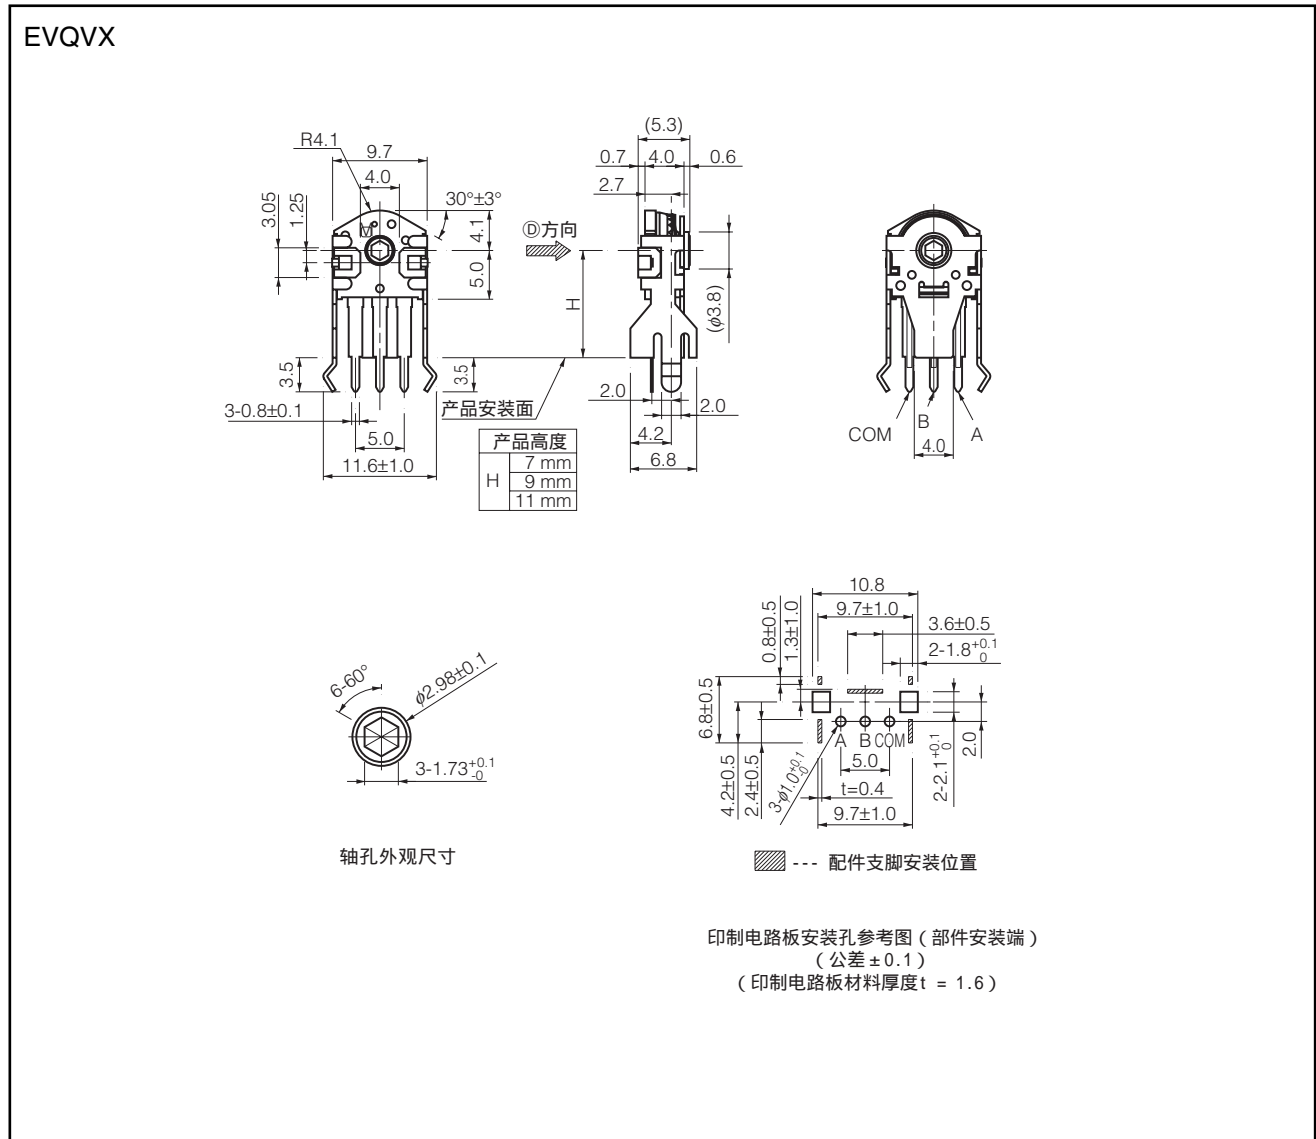 EVQVX
R4.1
9.7
4.0
30°±3°
3.05
1.25
4.1
5.0
3.5
3.5
3-0.8±0.1
5.0
11.6±1.0
产品安装面
产品高度
H
7 mm
9 mm
11 mm
(5.3)
0.7
4.0
0.6
2.7
Ⓓ方向
H
(ϕ3.8)
2.0
2.0
4.2
6.8
COM
B
A
4.0
6-60°
ϕ2.98±0.1
3-1.73 +0.1 -0
轴孔外观尺寸
10.8
9.7±1.0
3.6±0.5
2-1.8 +0.1 0
0.8±0.5
1.3±1.0
6.8±0.5
4.2±0.5
2.4±0.5
A B COM
5.0
3-ϕ1.0 +0.1 -0
t=0.4
9.7±1.0
2-2.1 +0.1 0
2.0
--- 配件支脚安装位置
印制电路板安装孔参考图（部件安装端）
（公差±0.1）
（印制电路板材料厚度t = 1.6）